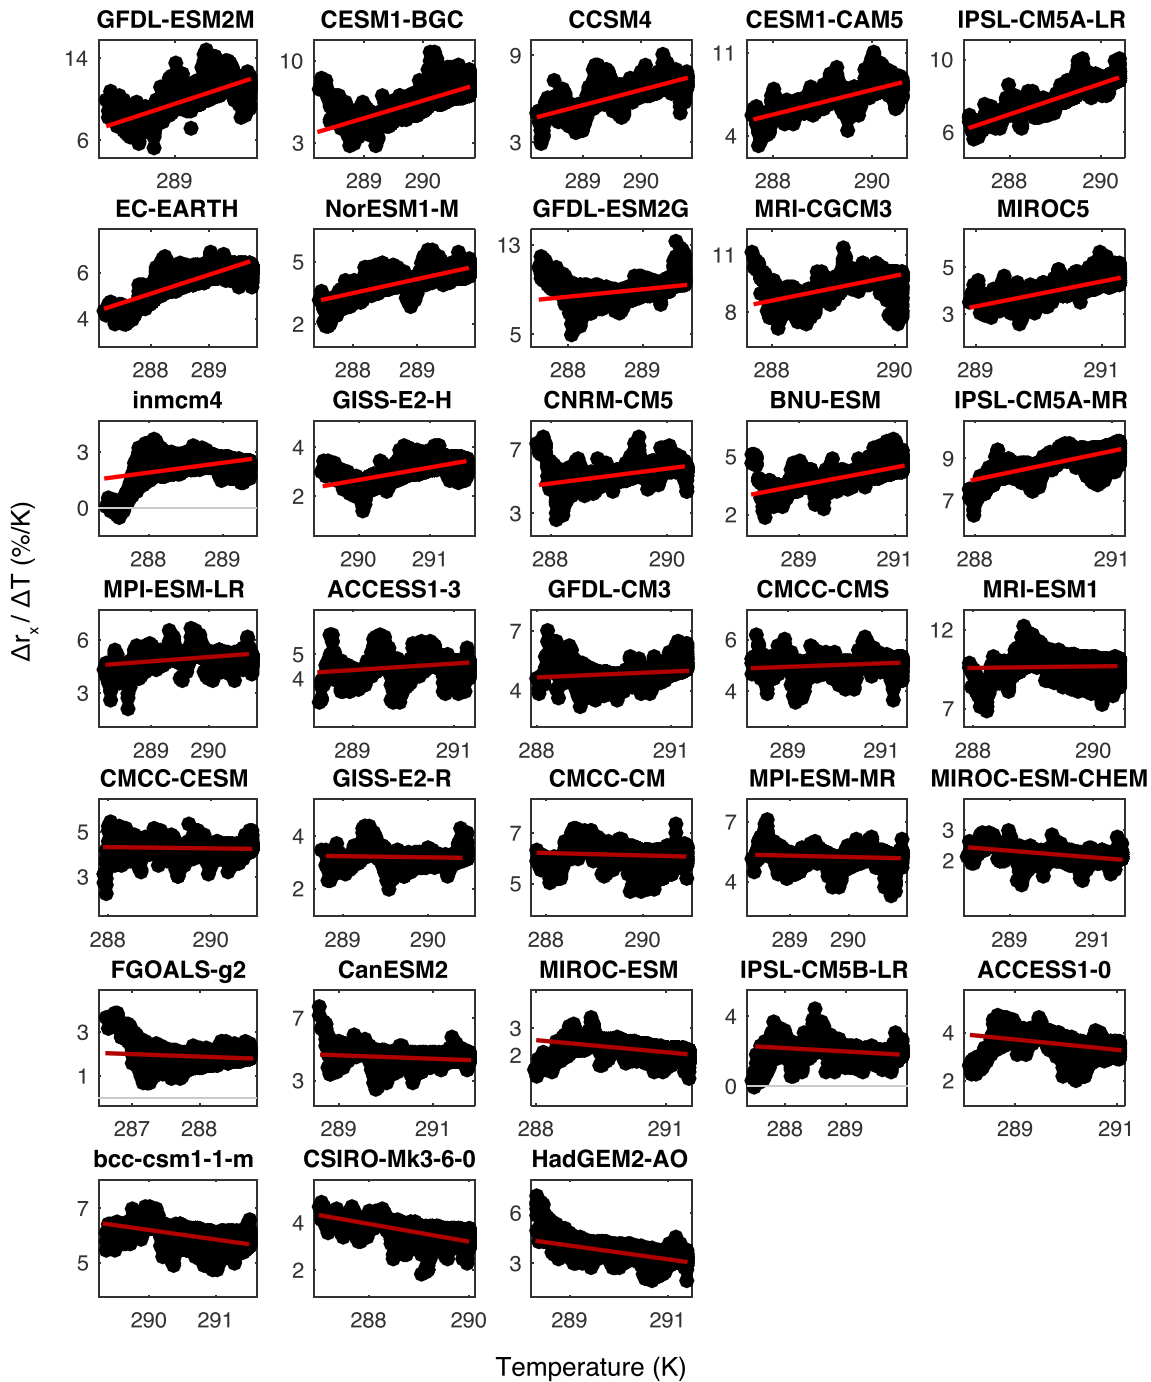 GFDL-ESM2M CESM1-BGC CCSM4 CESM1-CAM5 IPSL-CM5A-LR
14 6 10 3 9 3 11 4 10 6
289 289 290 289 290 288 290 288 290
EC-EARTH NorESM1-M GFDL-ESM2G MRI-CGCM3 MIROC5
6 4 5 2 13 5 11 8 5 3
288 289 288 290 288 289 288 290 289 291
inmcm4 GISS-E2-H CNRM-CM5 BNU-ESM IPSL-CM5A-MR
3 0 4 2 7 3 5 2 9 7
288 289 290 291 288 290 289 291 288 291
Δr_x / ΔT (%/K)
MPI-ESM-LR ACCESS1-3 GFDL-CM3 CMCC-CMS MRI-ESM1
6 3 5 4 7 4 6 4 12 7
289 290 289 291 288 291 289 291 288 290
CMCC-CESM GISS-E2-R CMCC-CM MPI-ESM-MR MIROC-ESM-CHEM
5 3 4 2 7 5 7 4 3 2
288 290 289 290 288 290 289 290 289 291
FGOALS-g2 CanESM2 MIROC-ESM IPSL-CM5B-LR ACCESS1-0
3 1 7 3 3 2 4 0 4 2
287 288 289 291 288 291 288 289 289 291
bcc-csm1-1-m CSIRO-Mk3-6-0 HadGEM2-AO
7 5 4 2 6 3
290 291 288 290 289 291
Temperature (K)